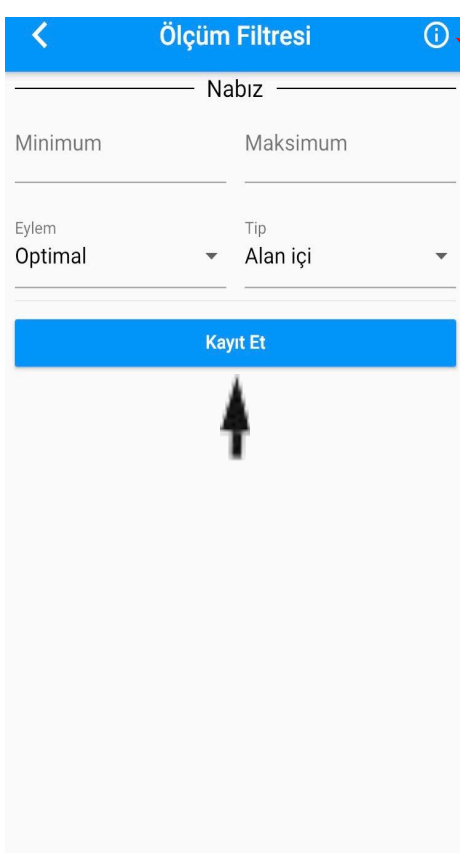 Ölçüm Filtresi
Nabız
Minimum Maksimum
Eylem Tip
Optimal Alan içi
Kayıt Et